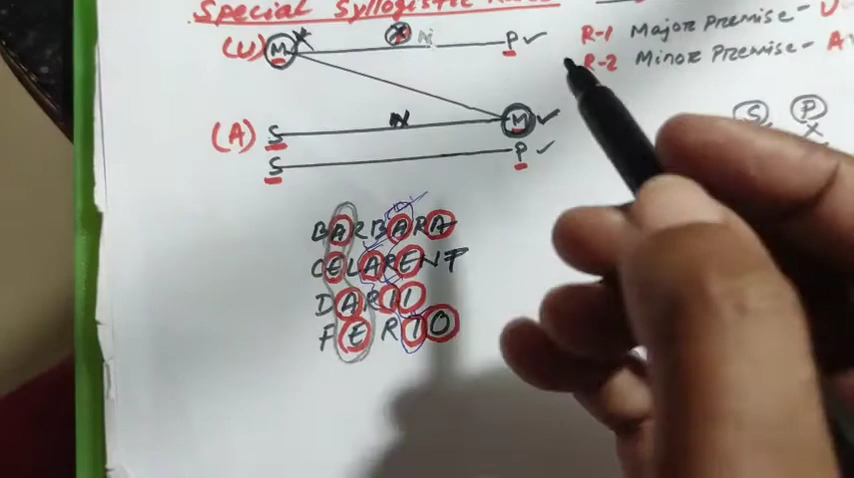 Special Syllogistic
(U) M P
R-1 Major Premise - U
R-2 Minor Premise - A
(A) S M
S P
S P
BARBARA
CELARENT
DARII
FERIO